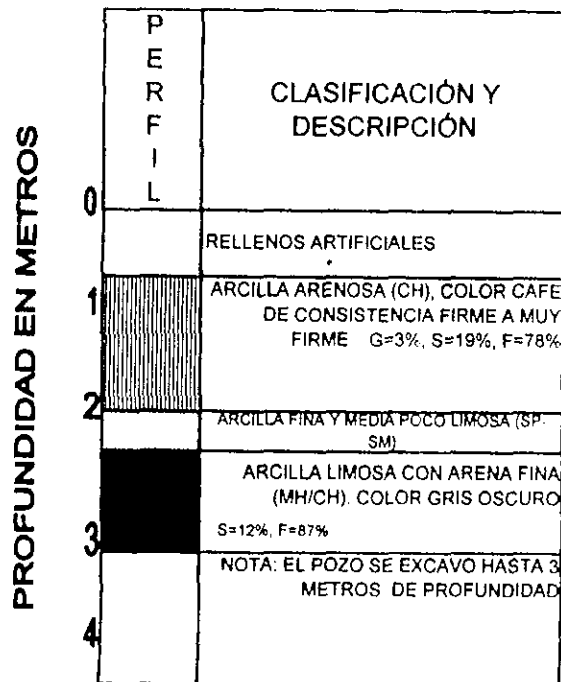 PROFUNDIDAD EN METROS
PERFIL
CLASIFICACIÓN Y
DESCRIPCIÓN
0
RELLENOS ARTIFICIALES
1
ARCILLA ARENOSA (CH), COLOR CAFE
DE CONSISTENCIA FIRME A MUY
FIRME G=3%, S=19%, F=78%
2
ARCILLA FINA Y MEDIA POCO LIMOSA (SP-
SM)
ARCILLA LIMOSA CON ARENA FINA
(MH/CH). COLOR GRIS OSCURO
S=12%, F=87%
3
NOTA: EL POZO SE EXCAVO HASTA 3
METROS DE PROFUNDIDAD
4